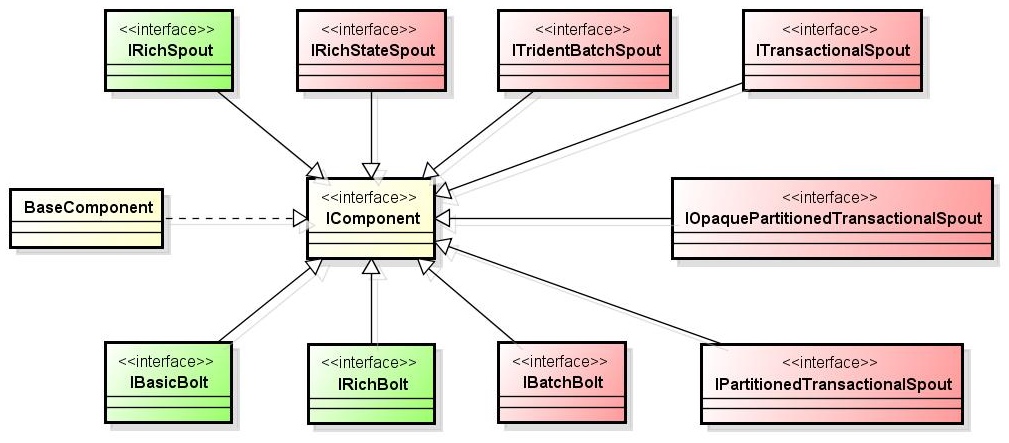 <<interface>>
IRichSpout
<<interface>>
IRichStateSpout
<<interface>>
ITridentBatchSpout
<<interface>>
ITransactionalSpout
BaseComponent
<<interface>>
IComponent
<<interface>>
IOpaquePartitionedTransactionalSpout
<<interface>>
IBasicBolt
<<interface>>
IRichBolt
<<interface>>
IBatchBolt
<<interface>>
IPartitionedTransactionalSpout